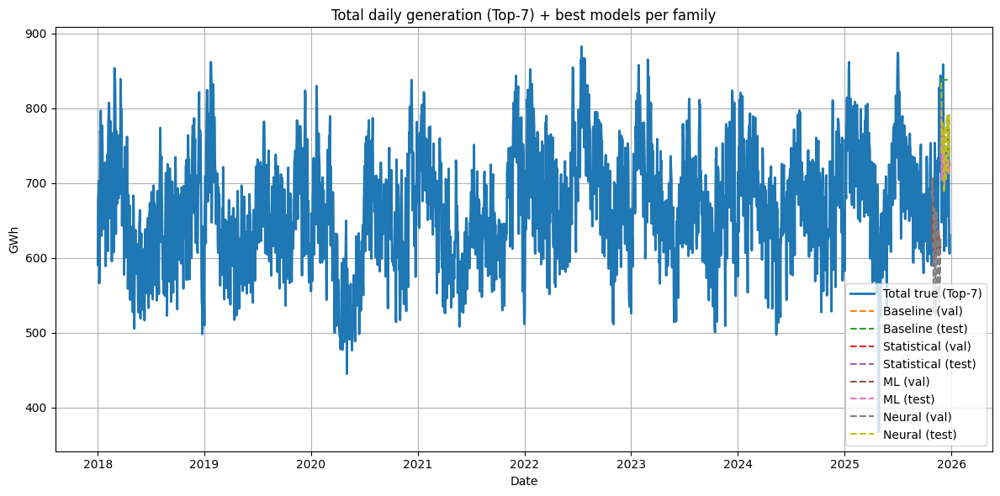 Total daily generation (Top-7) + best models per family
900
800
700
600
500
400
GWh
2018
2019
2020
2021
2022
2023
2024
2025
2026
Date
Total true (Top-7)
Baseline (val)
Baseline (test)
Statistical (val)
Statistical (test)
ML (val)
ML (test)
Neural (val)
Neural (test)